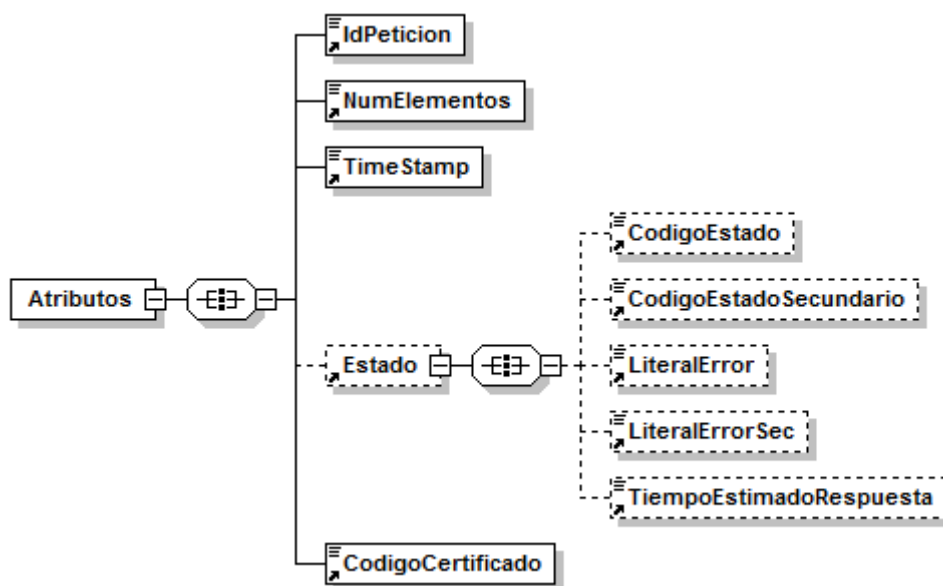 IdPeticion
NumElementos
TimeStamp
CodigoEstado
CodigoEstadoSecundario
Atributos
Estado
LiteralError
LiteralErrorSec
TiempoEstimadoRespuesta
CodigoCertificado